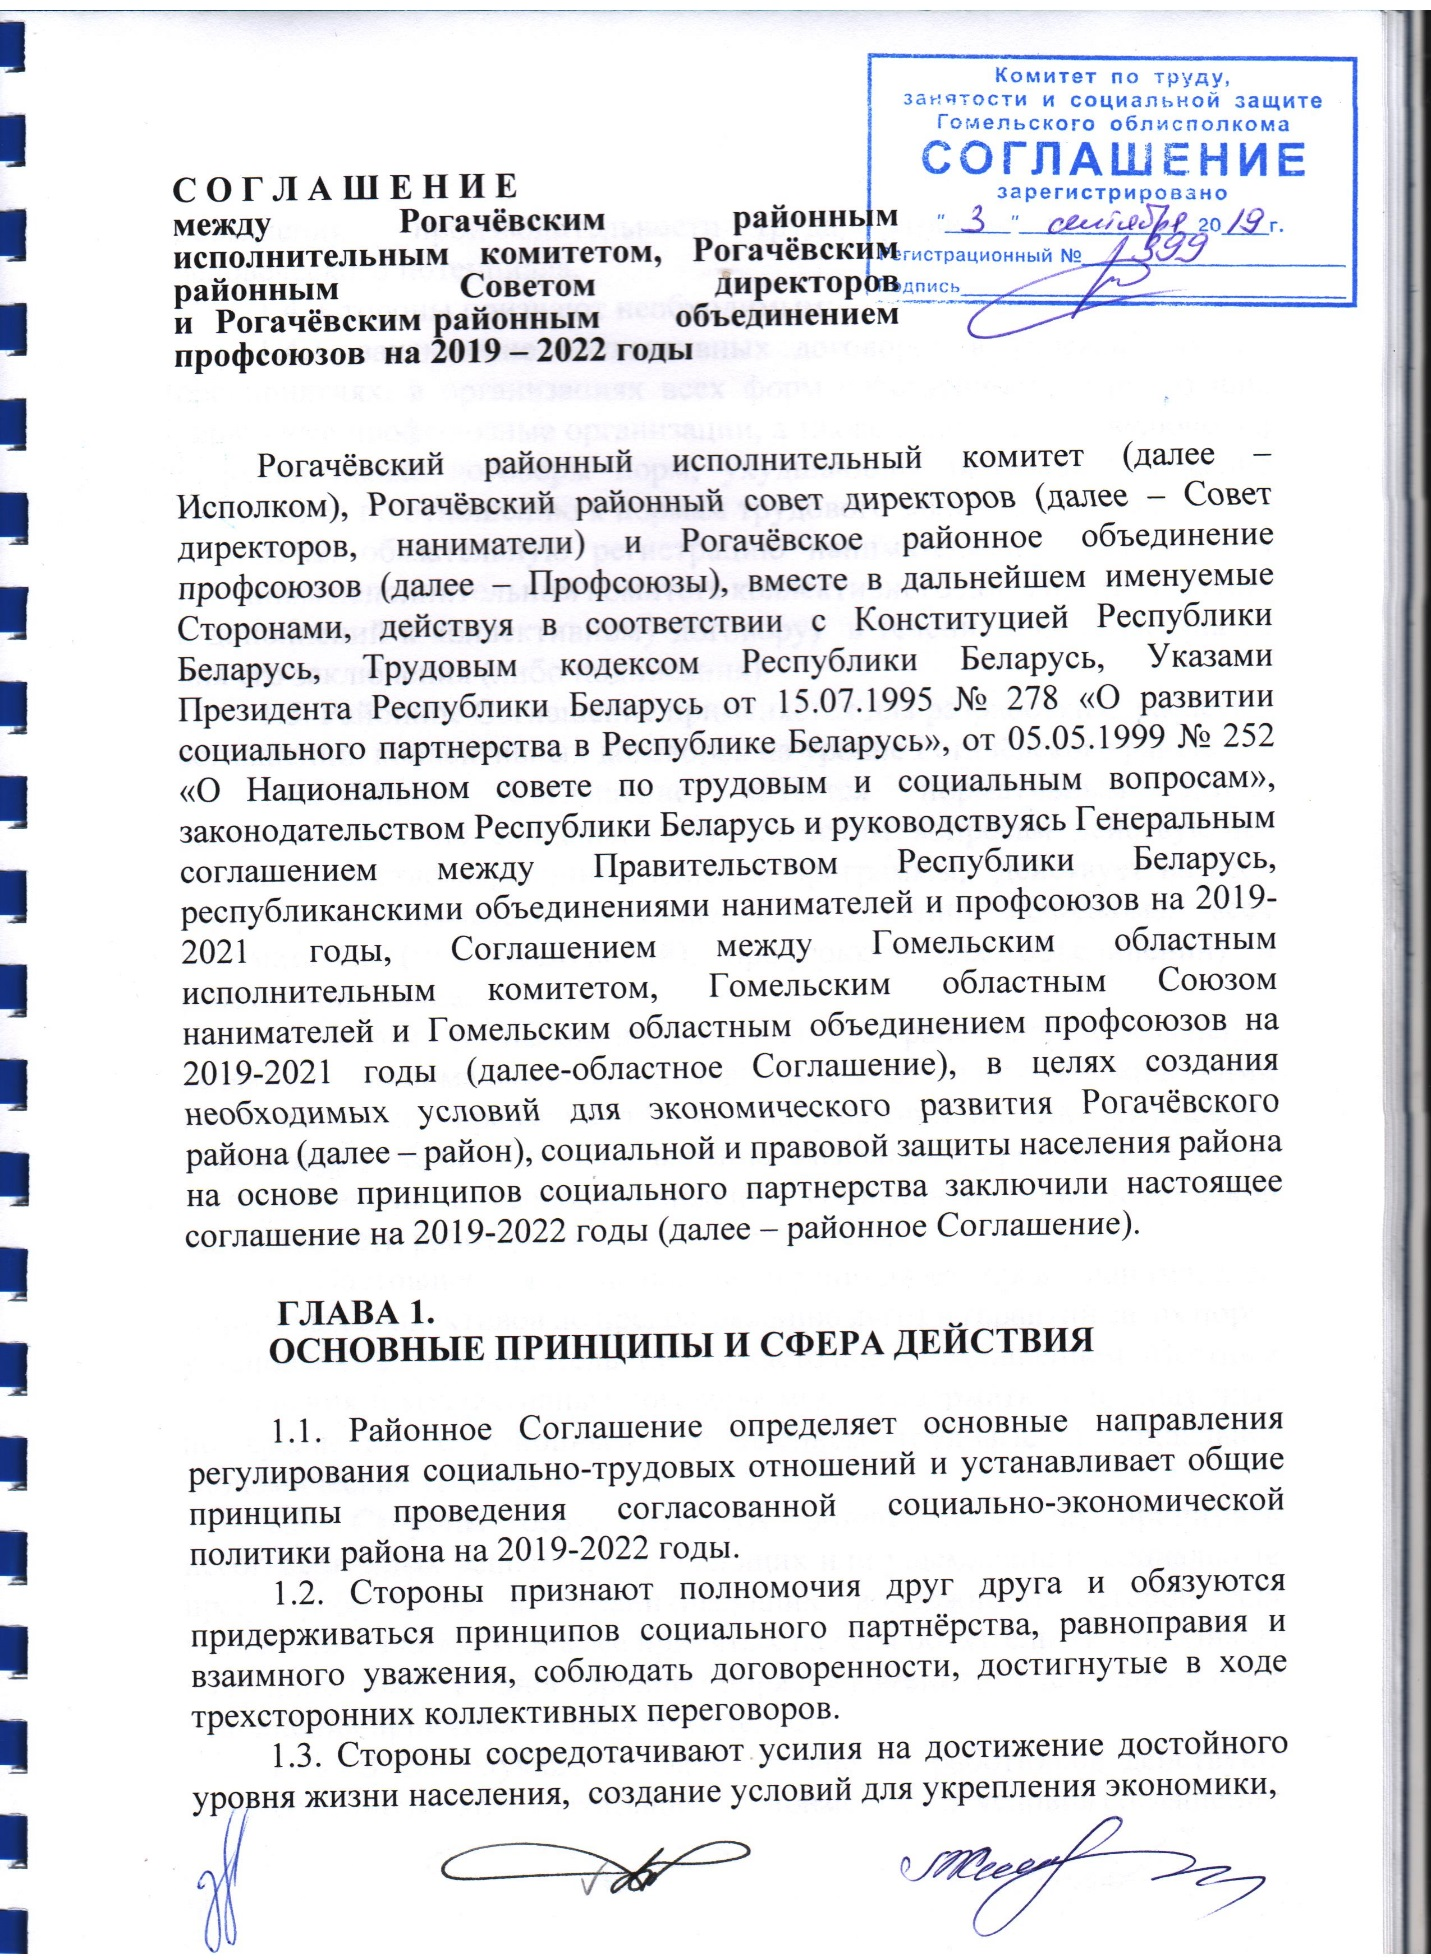 Комитет по труду,
занятости и социальной защите
Гомельского облисполкома
СОГЛАШЕНИЕ
зарегистрировано
"3" сентября 2019 г.
Регистрационный № 399
Подпись
С О Г Л А Ш Е Н И Е
между Рогачёвским районным
исполнительным комитетом, Рогачёвским
районным Советом директоров
и Рогачёвским районным объединением
профсоюзов на 2019 – 2022 годы
Рогачёвский районный исполнительный комитет (далее –
Исполком), Рогачёвский районный совет директоров (далее – Совет
директоров, наниматели) и Рогачёвское районное объединение
профсоюзов (далее – Профсоюзы), вместе в дальнейшем именуемые
Сторонами, действуя в соответствии с Конституцией Республики
Беларусь, Трудовым кодексом Республики Беларусь, Указами
Президента Республики Беларусь от 15.07.1995 № 278 «О развитии
социального партнерства в Республике Беларусь», от 05.05.1999 № 252
«О Национальном совете по трудовым и социальным вопросам»,
законодательством Республики Беларусь и руководствуясь Генеральным
соглашением между Правительством Республики Беларусь,
республиканскими объединениями нанимателей и профсоюзов на 2019-
2021 годы, Соглашением между Гомельским областным
исполнительным комитетом, Гомельским областным Союзом
нанимателей и Гомельским областным объединением профсоюзов на
2019-2021 годы (далее-областное Соглашение), в целях создания
необходимых условий для экономического развития Рогачёвского
района (далее – район), социальной и правовой защиты населения района
на основе принципов социального партнерства заключили настоящее
соглашение на 2019-2022 годы (далее – районное Соглашение).
ГЛАВА 1.
ОСНОВНЫЕ ПРИНЦИПЫ И СФЕРА ДЕЙСТВИЯ
1.1. Районное Соглашение определяет основные направления
регулирования социально-трудовых отношений и устанавливает общие
принципы проведения согласованной социально-экономической
политики района на 2019-2022 годы.
1.2. Стороны признают полномочия друг друга и обязуются
придерживаться принципов социального партнёрства, равноправия и
взаимного уважения, соблюдать договоренности, достигнутые в ходе
трехсторонних коллективных переговоров.
1.3. Стороны сосредотачивают усилия на достижение достойного
уровня жизни населения, создание условий для укрепления экономики,